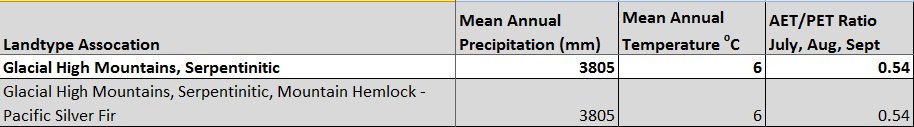 Landtype Assocation Mean Annual Precipitation (mm) Mean Annual Temperature ⁰C AET/PET Ratio July, Aug, Sept
Glacial High Mountains, Serpentinitic 3805 6 0.54
Glacial High Mountains, Serpentinitic, Mountain Hemlock -
Pacific Silver Fir 3805 6 0.54